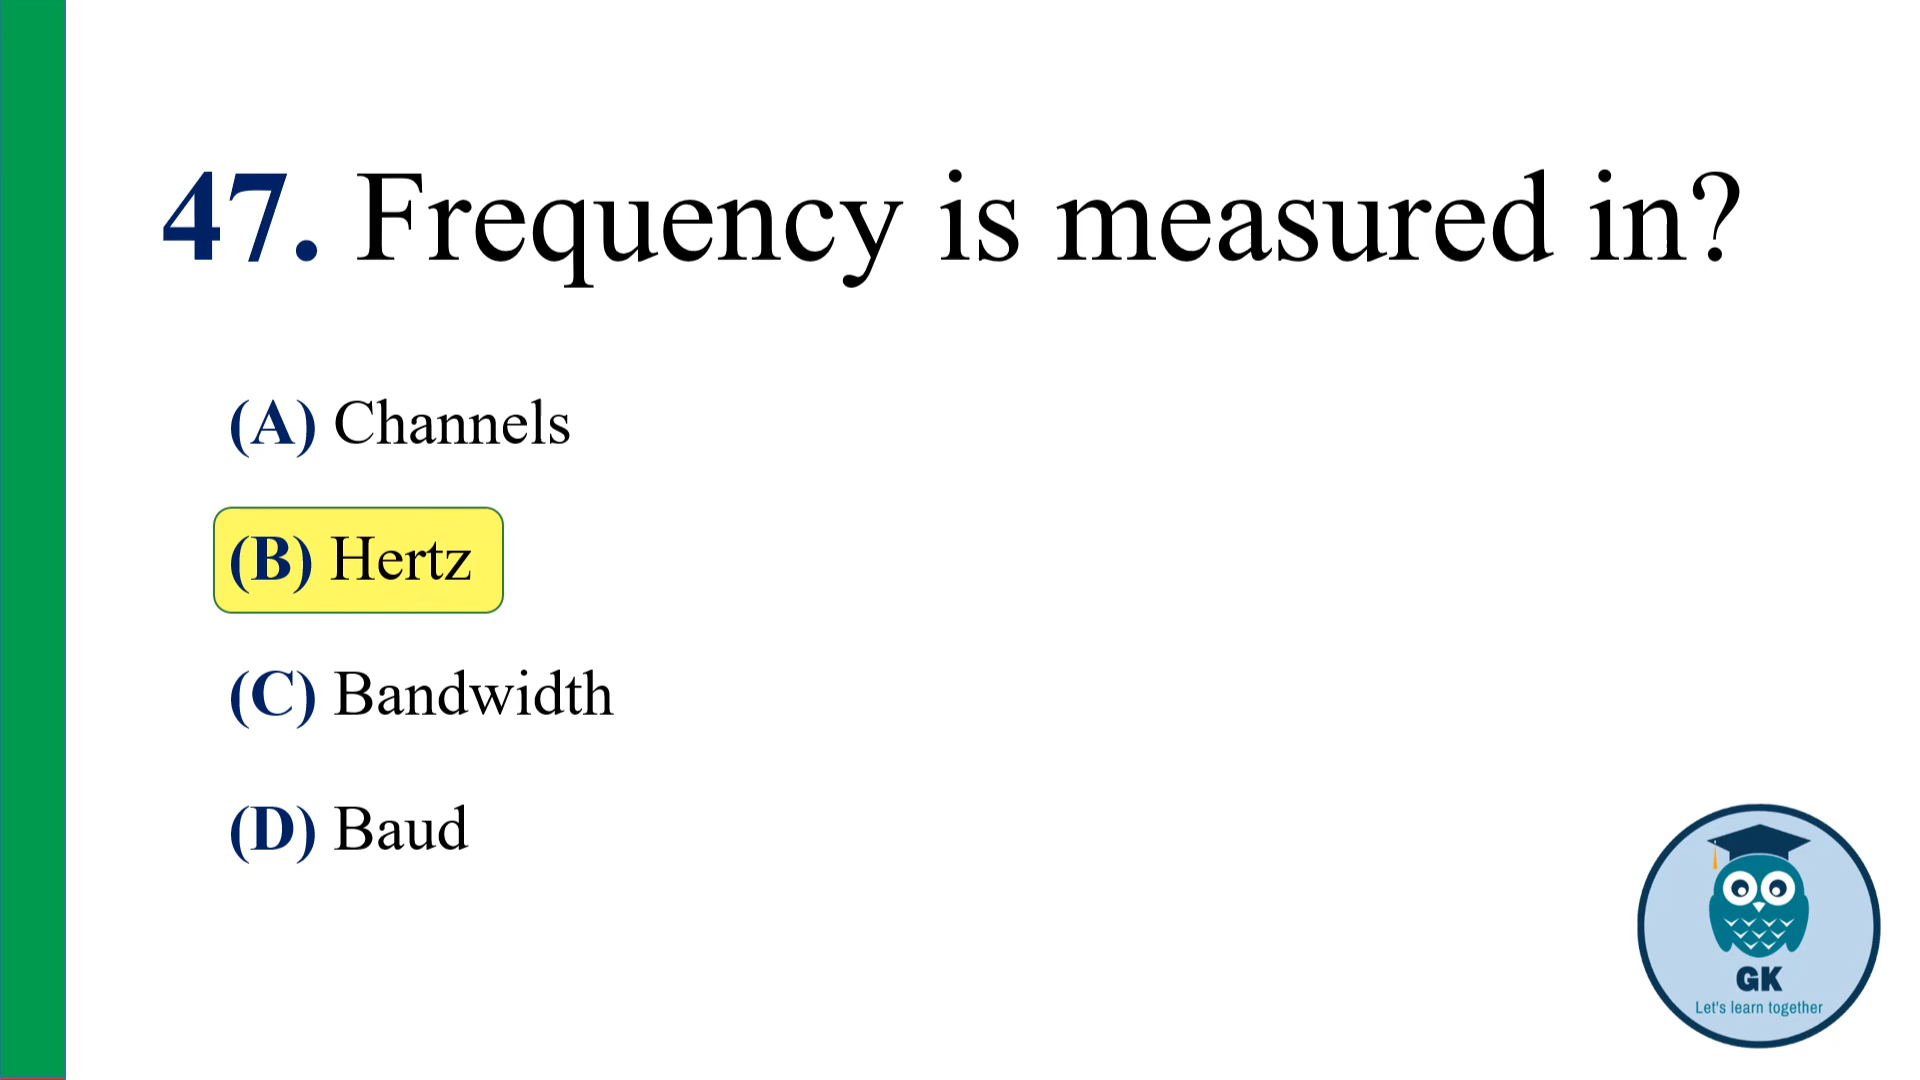 47. Frequency is measured in?
(A) Channels
(B) Hertz
(C) Bandwidth
(D) Baud
GK
Let's learn together